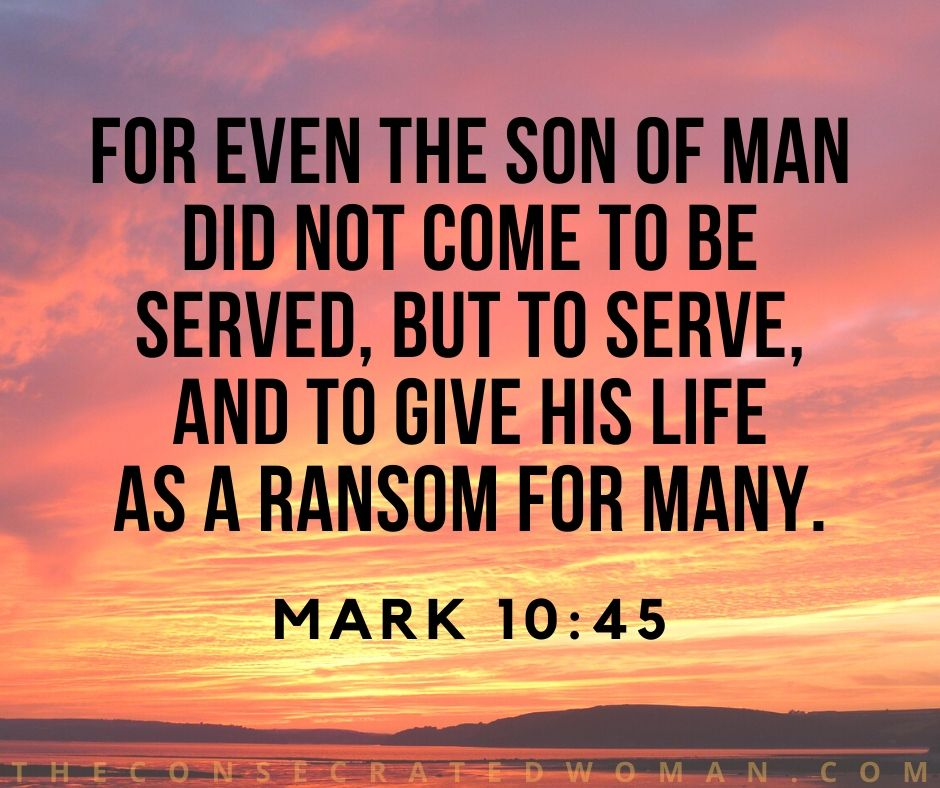 FOR EVEN THE SON OF MAN
DID NOT COME TO BE
SERVED, BUT TO SERVE,
AND TO GIVE HIS LIFE
AS A RANSOM FOR MANY.
MARK 10:45
THECONSECRATEDWOMAN.COM